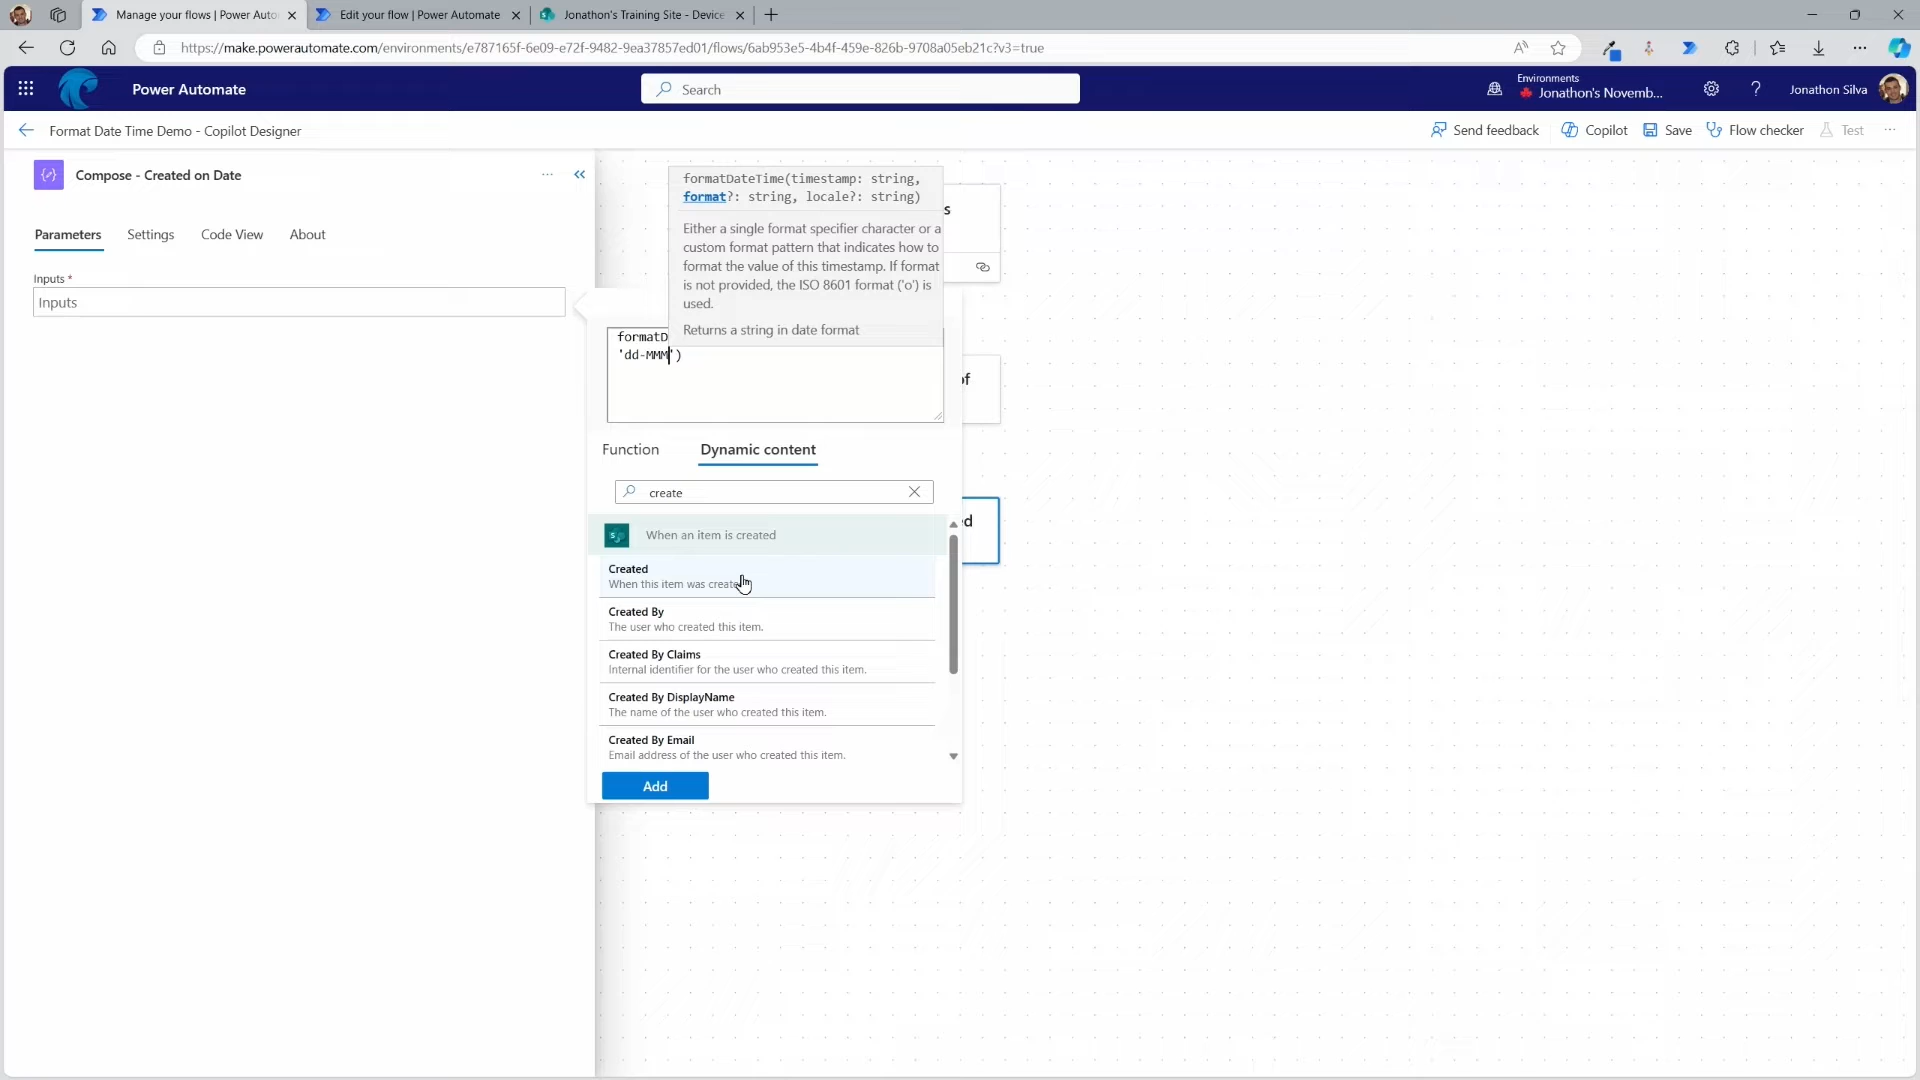 Manage your flows | Power Auto
Edit your flow | Power Automate
Jonathon's Training Site - Device
https://make.powerautomate.com/environments/e787165f-6e09-e72f-9482-9ea37857ed01/flows/6ab953e5-4b4f-459e-826b-9708a05eb21c?v3=true
Power Automate
Search
Environments
Jonathon's Novemb...
Jonathon Silva
Format Date Time Demo - Copilot Designer
Send feedback
Copilot
Save
Flow checker
Test
Compose - Created on Date
Parameters
Settings
Code View
About
Inputs *
Inputs
formatDateTime(timestamp: string,
format?: string, locale?: string)
Either a single format specifier character or a
custom format pattern that indicates how to
format the value of this timestamp. If format
is not provided, the ISO 8601 format ('o') is
used.
Returns a string in date format
s
of
ed
formatD
'dd-MMM')
Function
Dynamic content
create
When an item is created
Created
When this item was create
Created By
The user who created this item.
Created By Claims
Internal identifier for the user who created this item.
Created By DisplayName
The name of the user who created this item.
Created By Email
Email address of the user who created this item.
Add